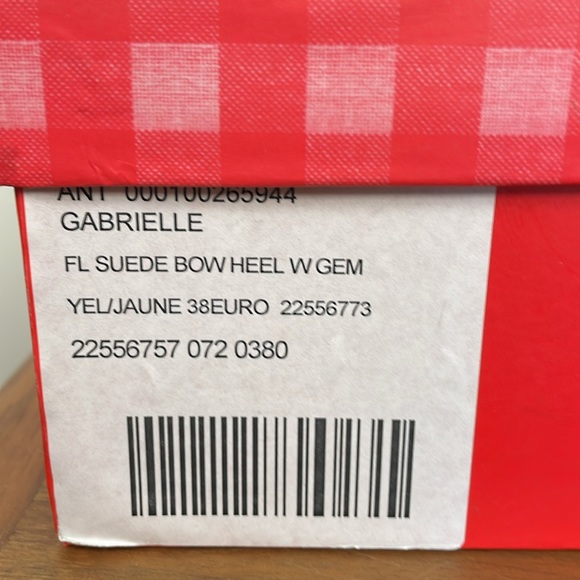 ANT 000100265944
GABRIELLE
FL SUEDE BOW HEEL W GEM
YEL/JAUNE 38EURO 22556773
22556757 072 0380